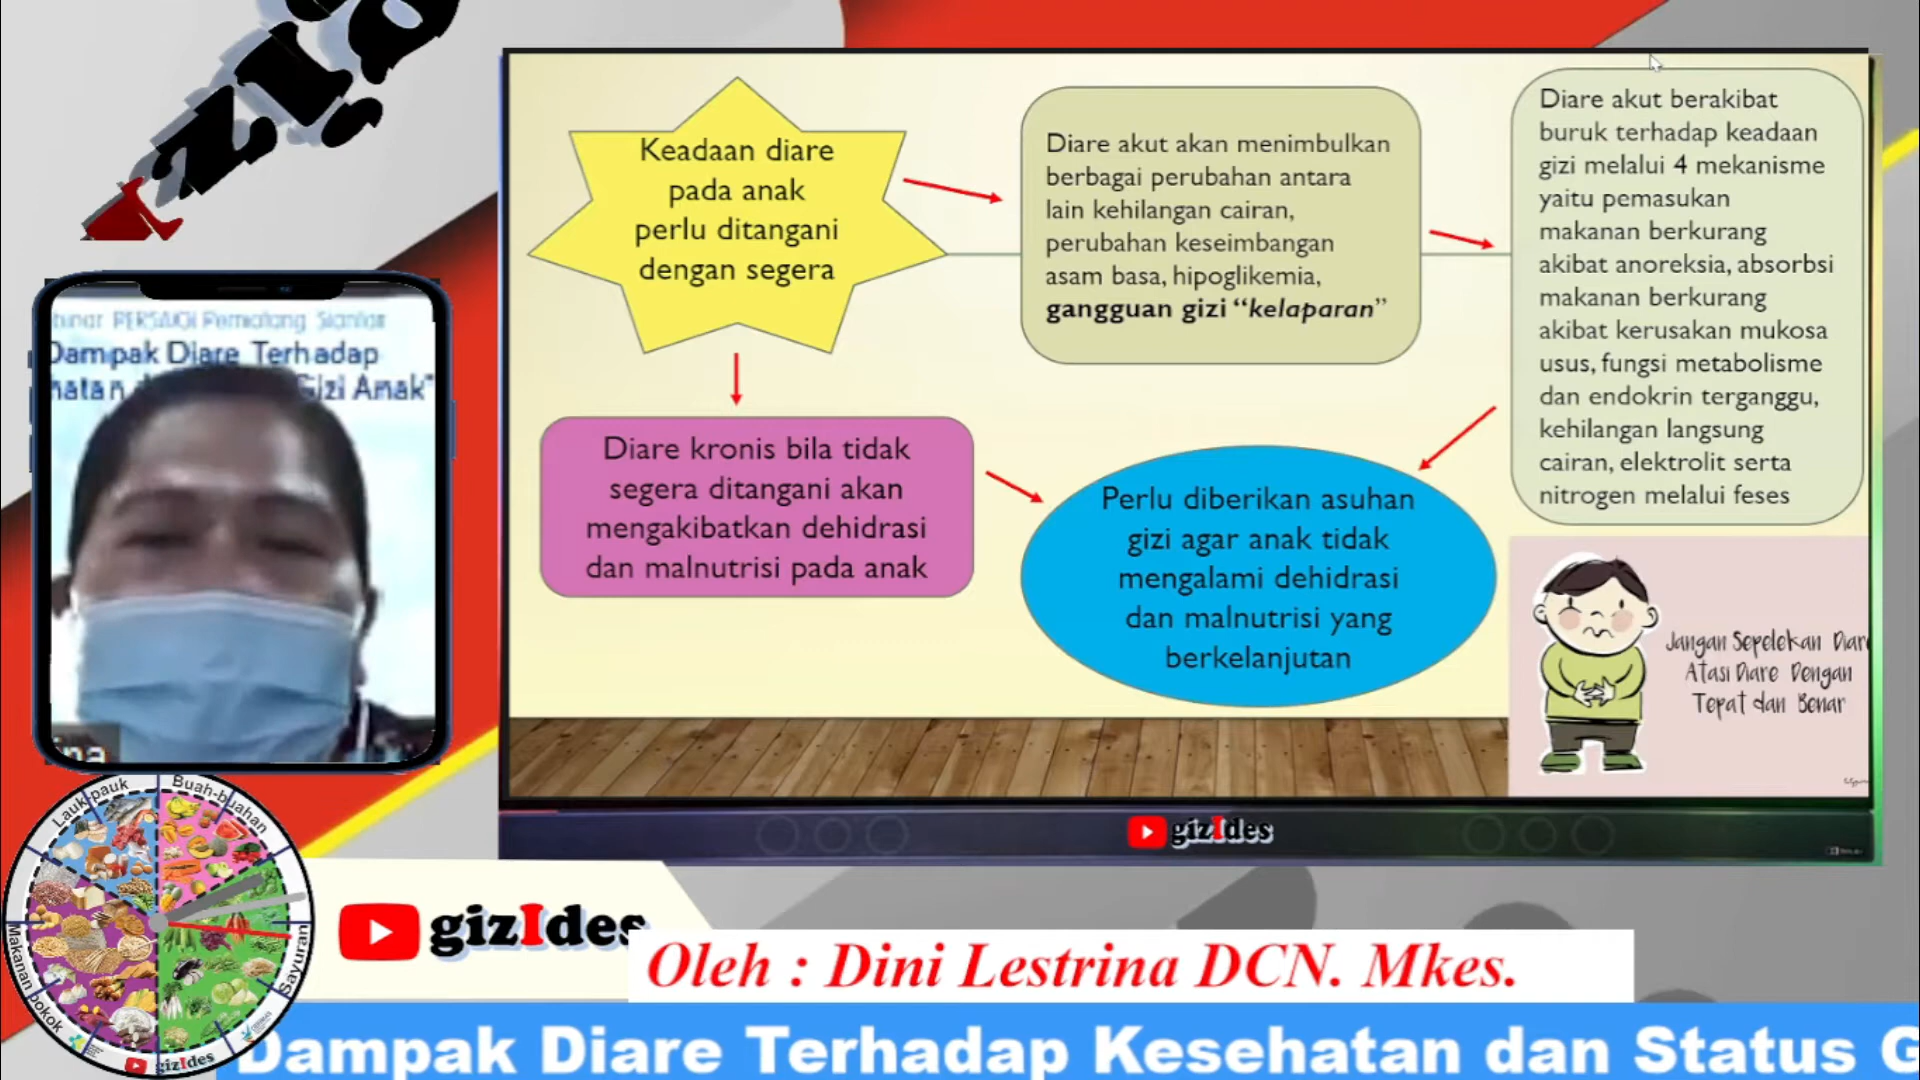 Keadaan diare
pada anak
perlu ditangani
dengan segera
Diare akut akan menimbulkan
berbagai perubahan antara
lain kehilangan cairan,
perubahan keseimbangan
asam basa, hipoglikemia,
gangguan gizi “kelaparan”
Diare akut berakibat
buruk terhadap keadaan
gizi melalui 4 mekanisme
yaitu pemasukan
makanan berkurang
akibat anoreksia, absorbsi
makanan berkurang
akibat kerusakan mukosa
usus, fungsi metabolisme
dan endokrin terganggu,
kehilangan langsung
cairan, elektrolit serta
nitrogen melalui feses
Diare kronis bila tidak
segera ditangani akan
mengakibatkan dehidrasi
dan malnutrisi pada anak
Perlu diberikan asuhan
gizi agar anak tidak
mengalami dehidrasi
dan malnutrisi yang
berkelanjutan
Jangan Sepelekan Diare
Atasi Diare Dengan
Tepat dan Benar
gizIdes
PERSAGI Pematang Siantar
Dampak Diare Terhadap
Gizi Anak"
ina
Lauk-pauk
Buah-buahan
Makanan pokok
Sayuran
gizIdes
gizIdes
Oleh : Dini Lestrina DCN. Mkes.
Dampak Diare Terhadap Kesehatan dan Status G